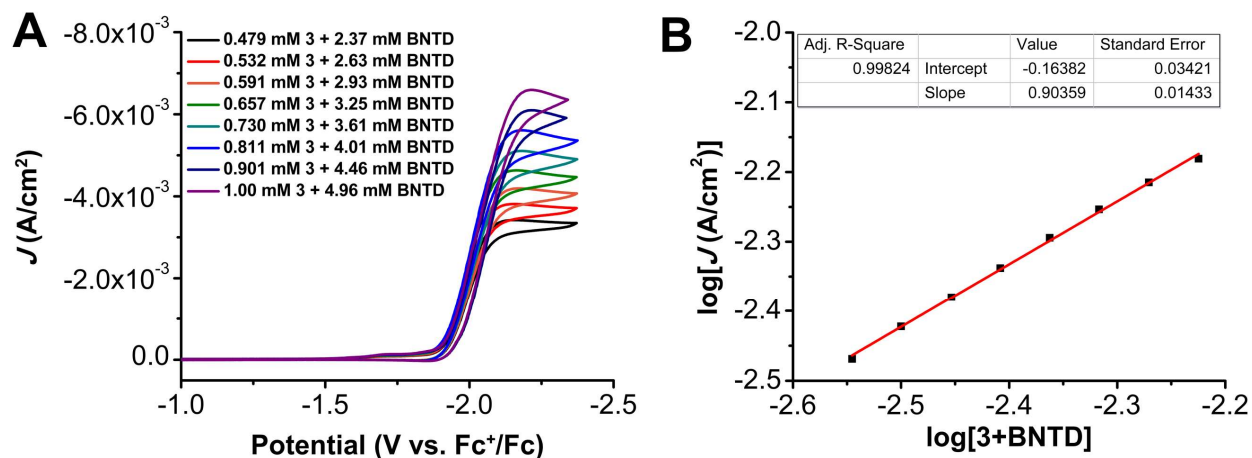 A
-8.0x10⁻³
-6.0x10⁻³
-4.0x10⁻³
-2.0x10⁻³
0.0
J (A/cm²)
0.479 mM 3 + 2.37 mM BNTD
0.532 mM 3 + 2.63 mM BNTD
0.591 mM 3 + 2.93 mM BNTD
0.657 mM 3 + 3.25 mM BNTD
0.730 mM 3 + 3.61 mM BNTD
0.811 mM 3 + 4.01 mM BNTD
0.901 mM 3 + 4.46 mM BNTD
1.00 mM 3 + 4.96 mM BNTD
-1.0 -1.5 -2.0 -2.5
Potential (V vs. Fc⁺/Fc)
B
-2.0
-2.1
-2.2
-2.3
-2.4
-2.5
log[J (A/cm²)]
Adj. R-Square Value Standard Error
0.99824 Intercept -0.16382 0.03421
Slope 0.90359 0.01433
-2.6 -2.5 -2.4 -2.3 -2.2
log[3+BNTD]